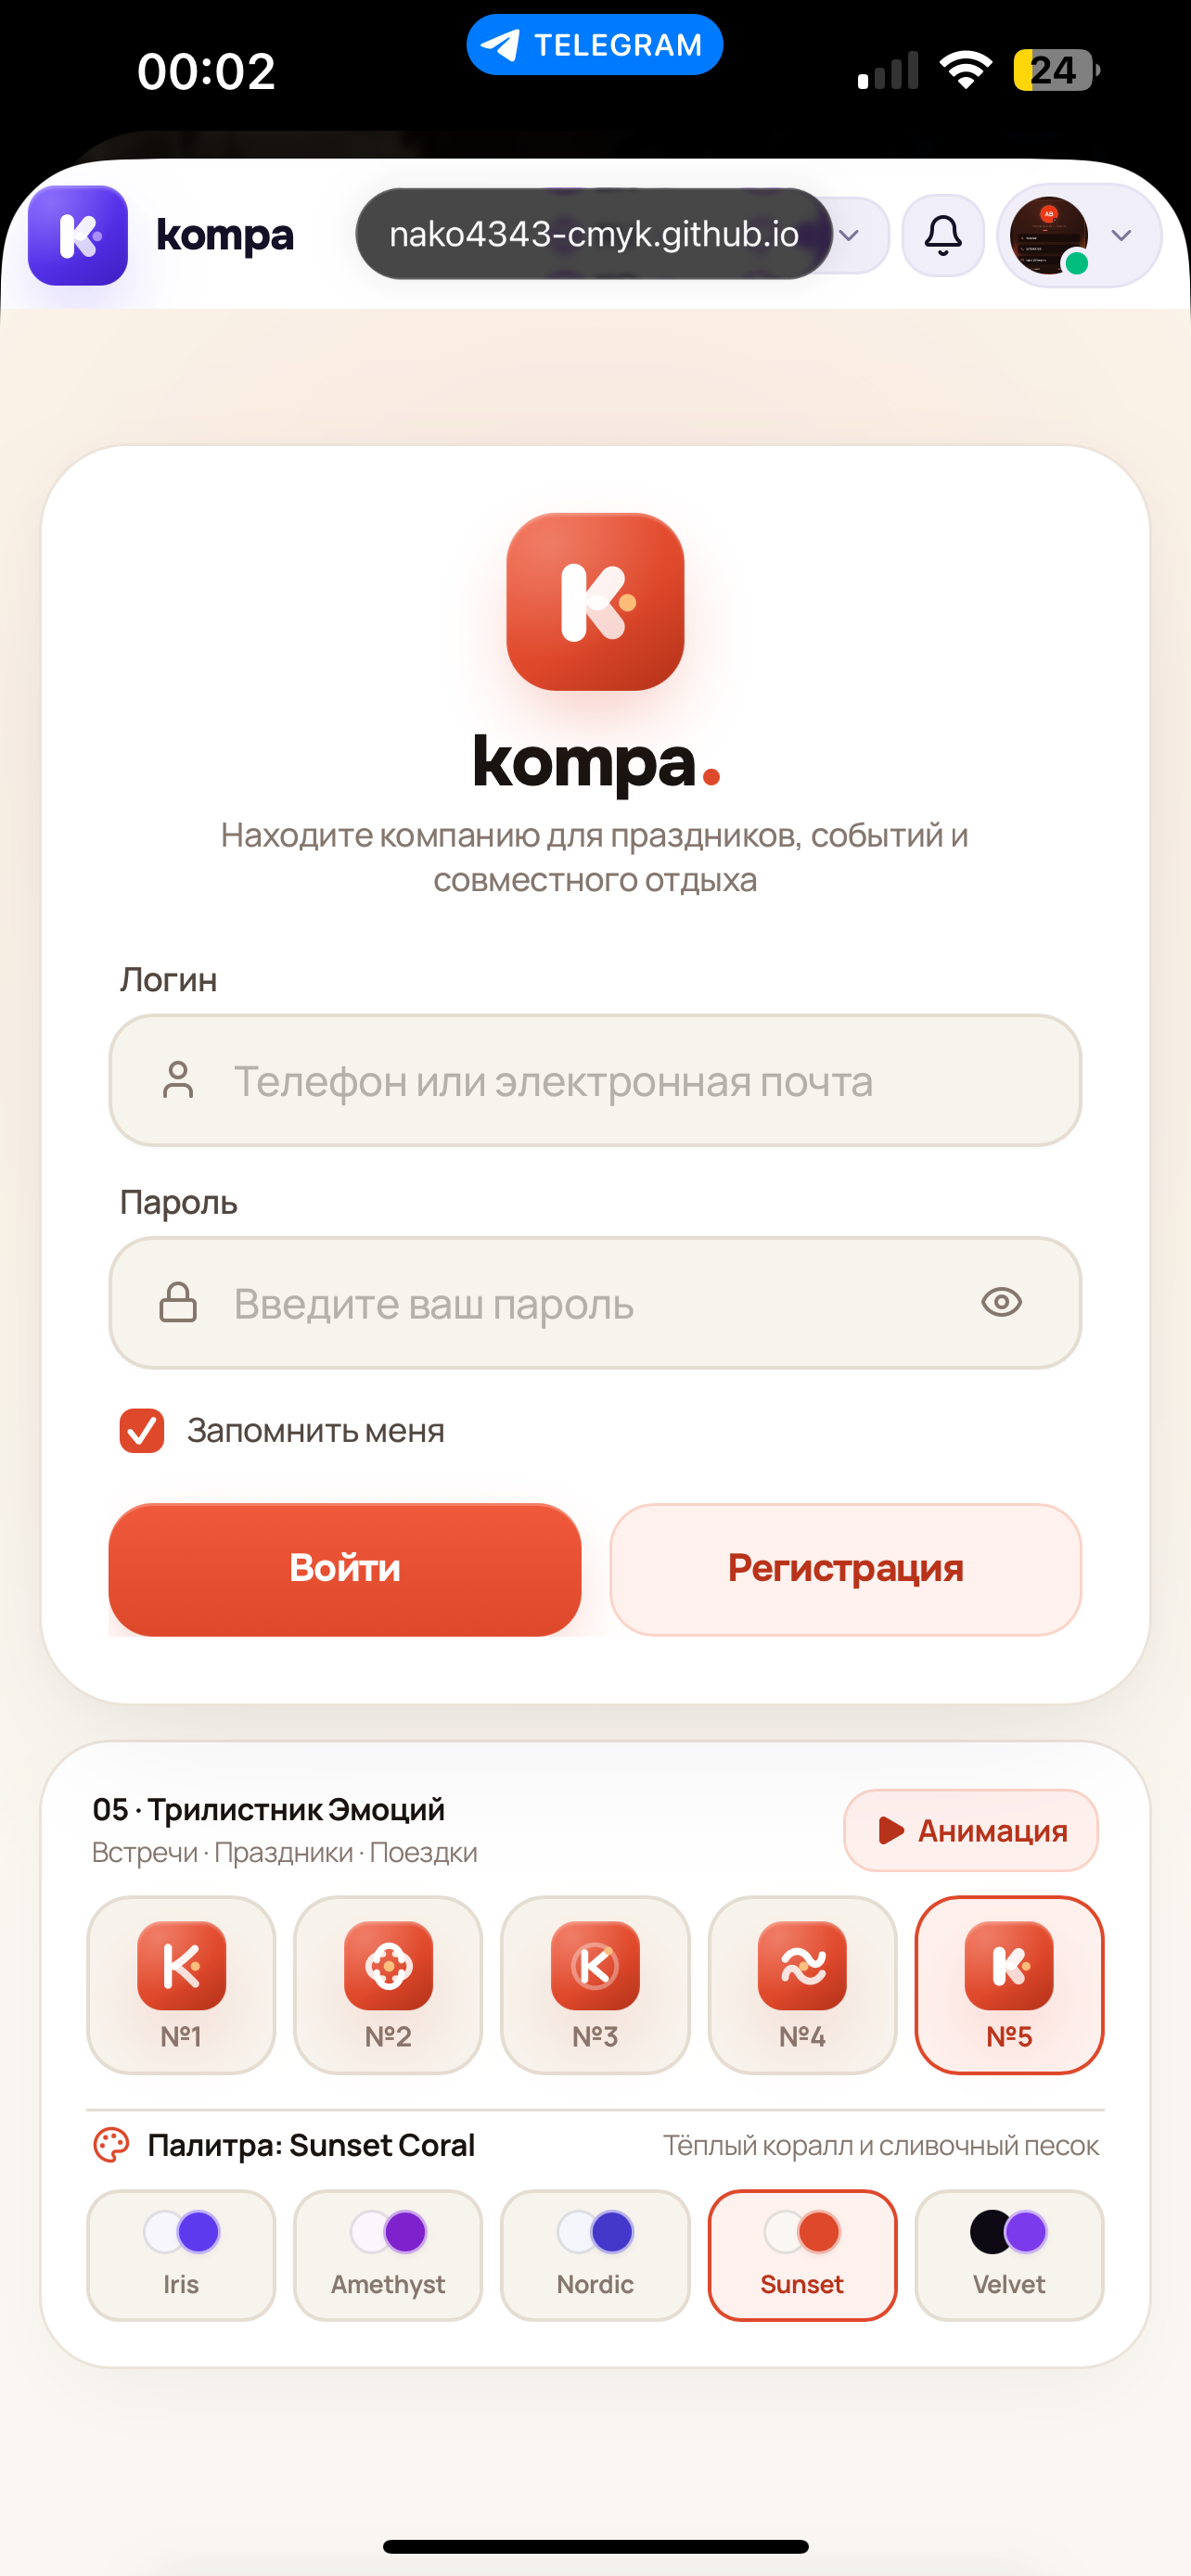 00:02
TELEGRAM
24
kompa
nako4343-cmyk.github.io
kompa.
Находите компанию для праздников, событий и
совместного отдыха
Логин
Телефон или электронная почта
Пароль
Введите ваш пароль
Запомнить меня
Войти
Регистрация
05 · Трилистник Эмоций
Встречи · Праздники · Поездки
Анимация
№1
№2
№3
№4
№5
Палитра: Sunset Coral
Тёплый коралл и сливочный песок
Iris
Amethyst
Nordic
Sunset
Velvet